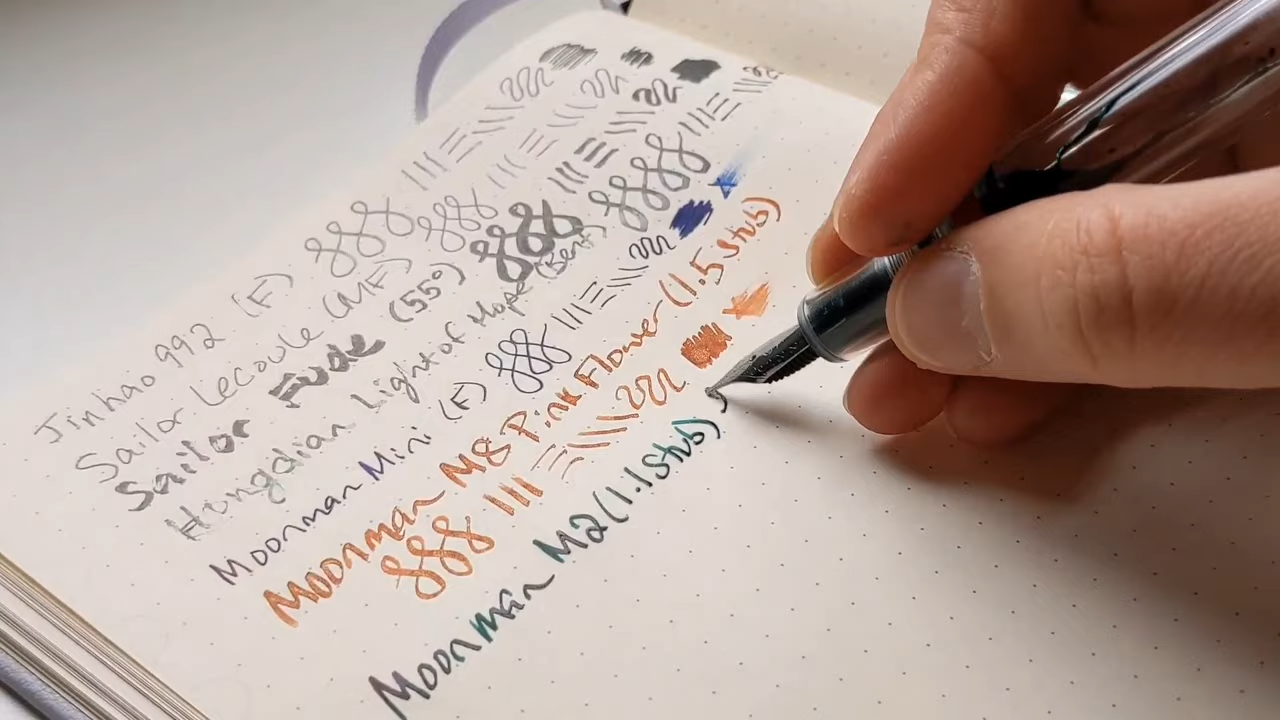 Jinhao 992 (F)
Sailor Lecoule (MF)
Sailor Fude (55°)
Hongdian Light of Hope (Bent)
Moonman Mini (F)
Moonman M8 Pink Flower (1.5 Stub)
Moonman M2 (1.1 Stub)